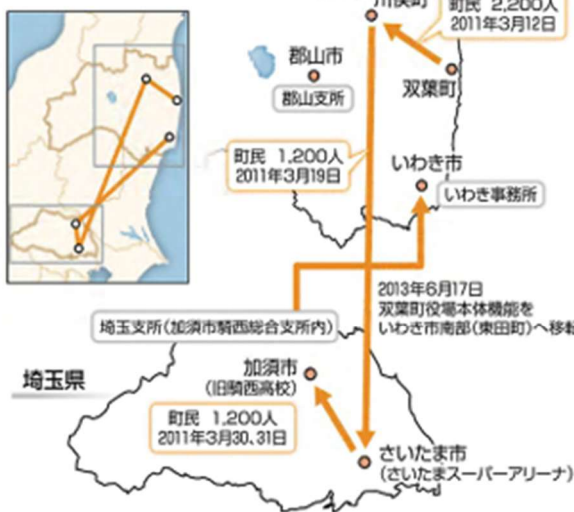 川俣町
町民 2,200人
2011年3月12日
郡山市
郡山支所
双葉町
町民 1,200人
2011年3月19日
いわき市
いわき事務所
2013年6月17日
双葉町役場本体機能を
いわき市南部(東田町)へ移転
埼玉支所(加須市騎西総合支所内)
埼玉県
加須市
(旧騎西高校)
町民 1,200人
2011年3月30、31日
さいたま市
(さいたまスーパーアリーナ)